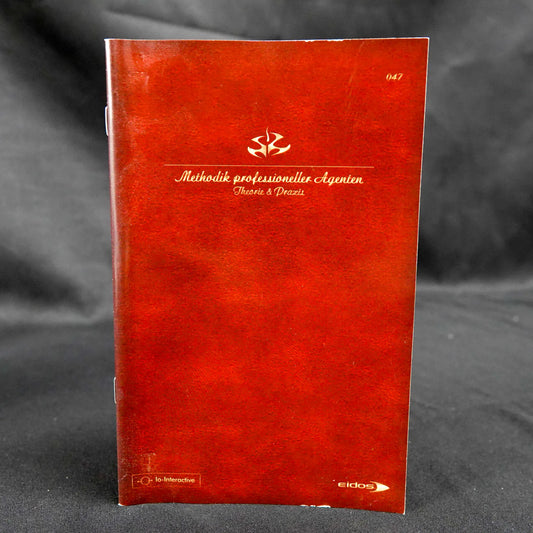 047
Methodik professioneller Agenten
Theorie & Praxis
Io-Interactive
eidos